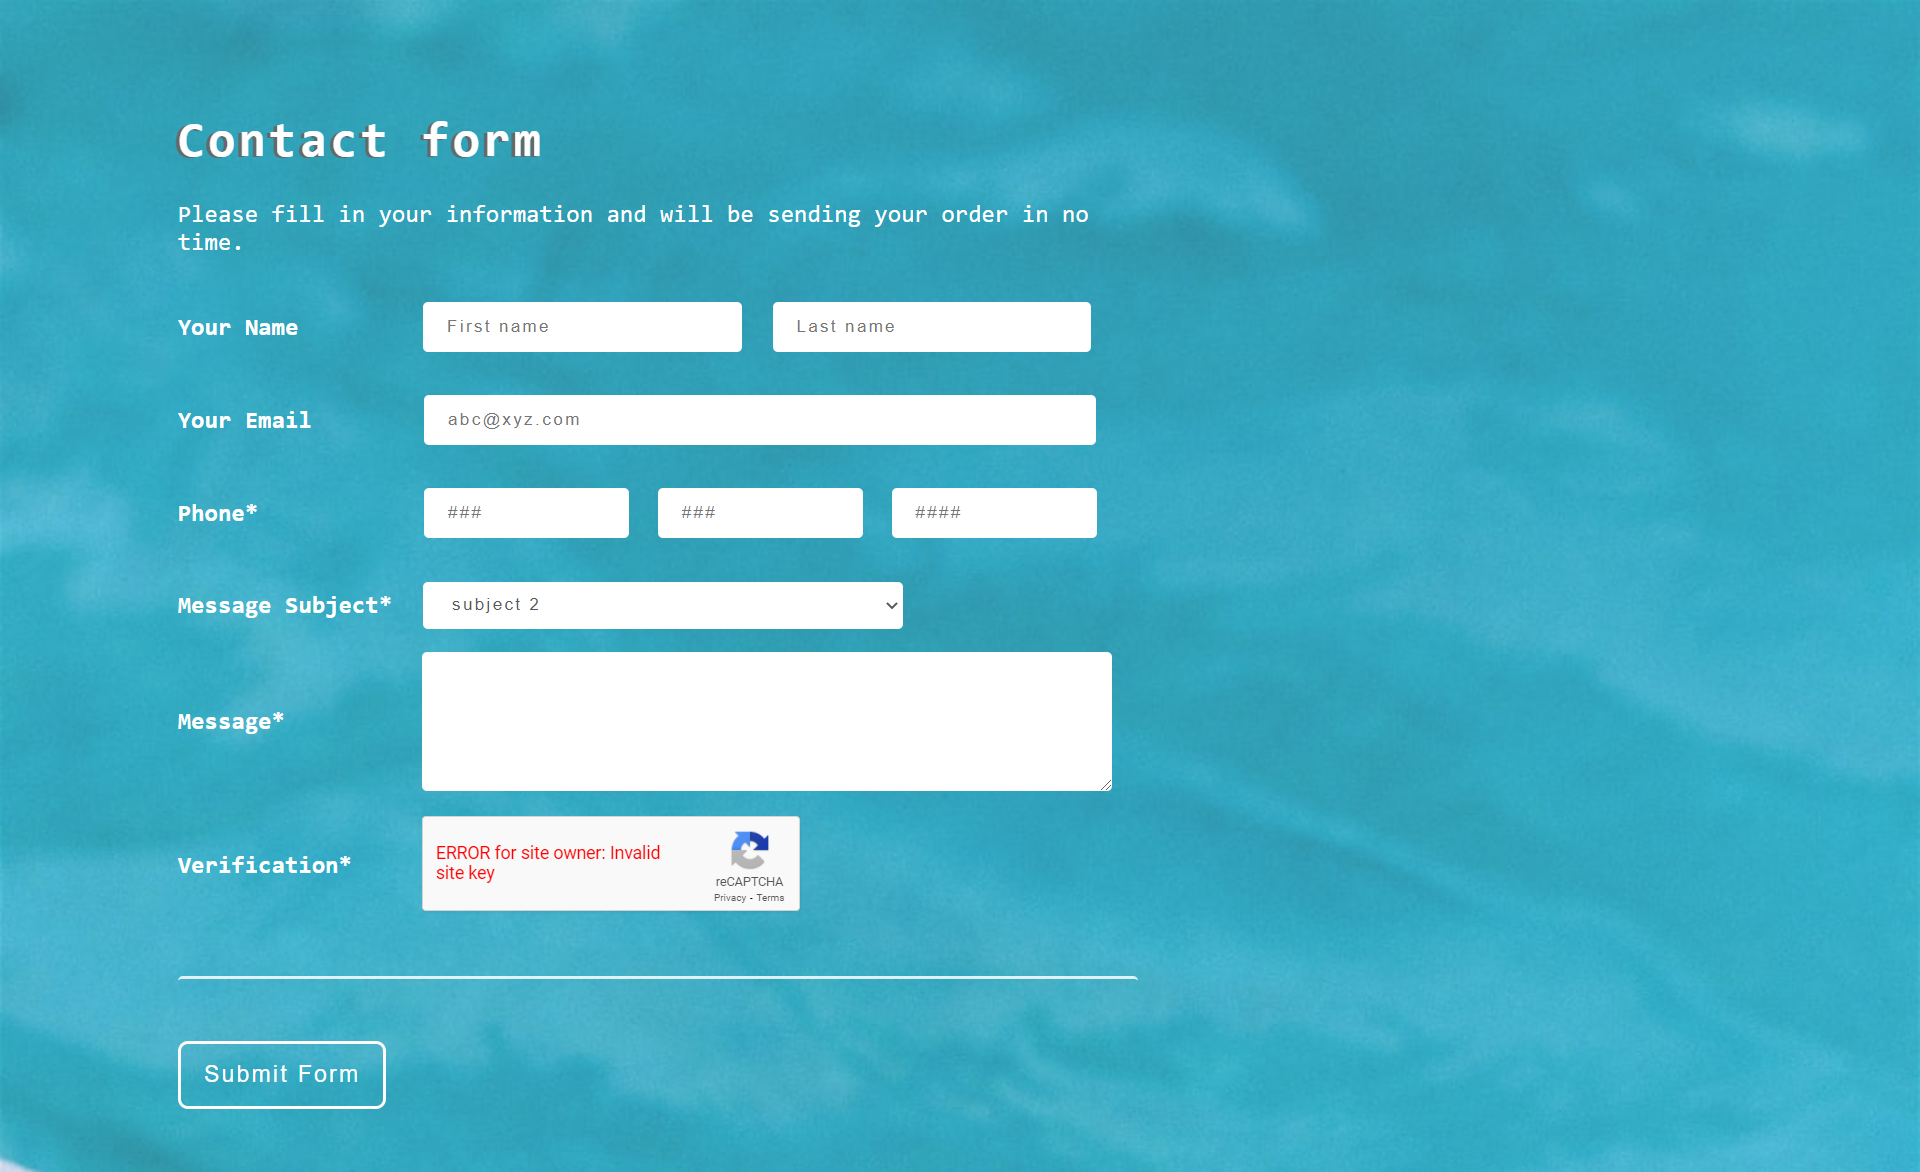 Contact form
Please fill in your information and will be sending your order in no
time.
Your Name
First name
Last name
Your Email
abc@xyz.com
Phone*
###
###
####
Message Subject*
subject 2
Message*
Verification*
ERROR for site owner: Invalid
site key
reCAPTCHA
Privacy - Terms
Submit Form